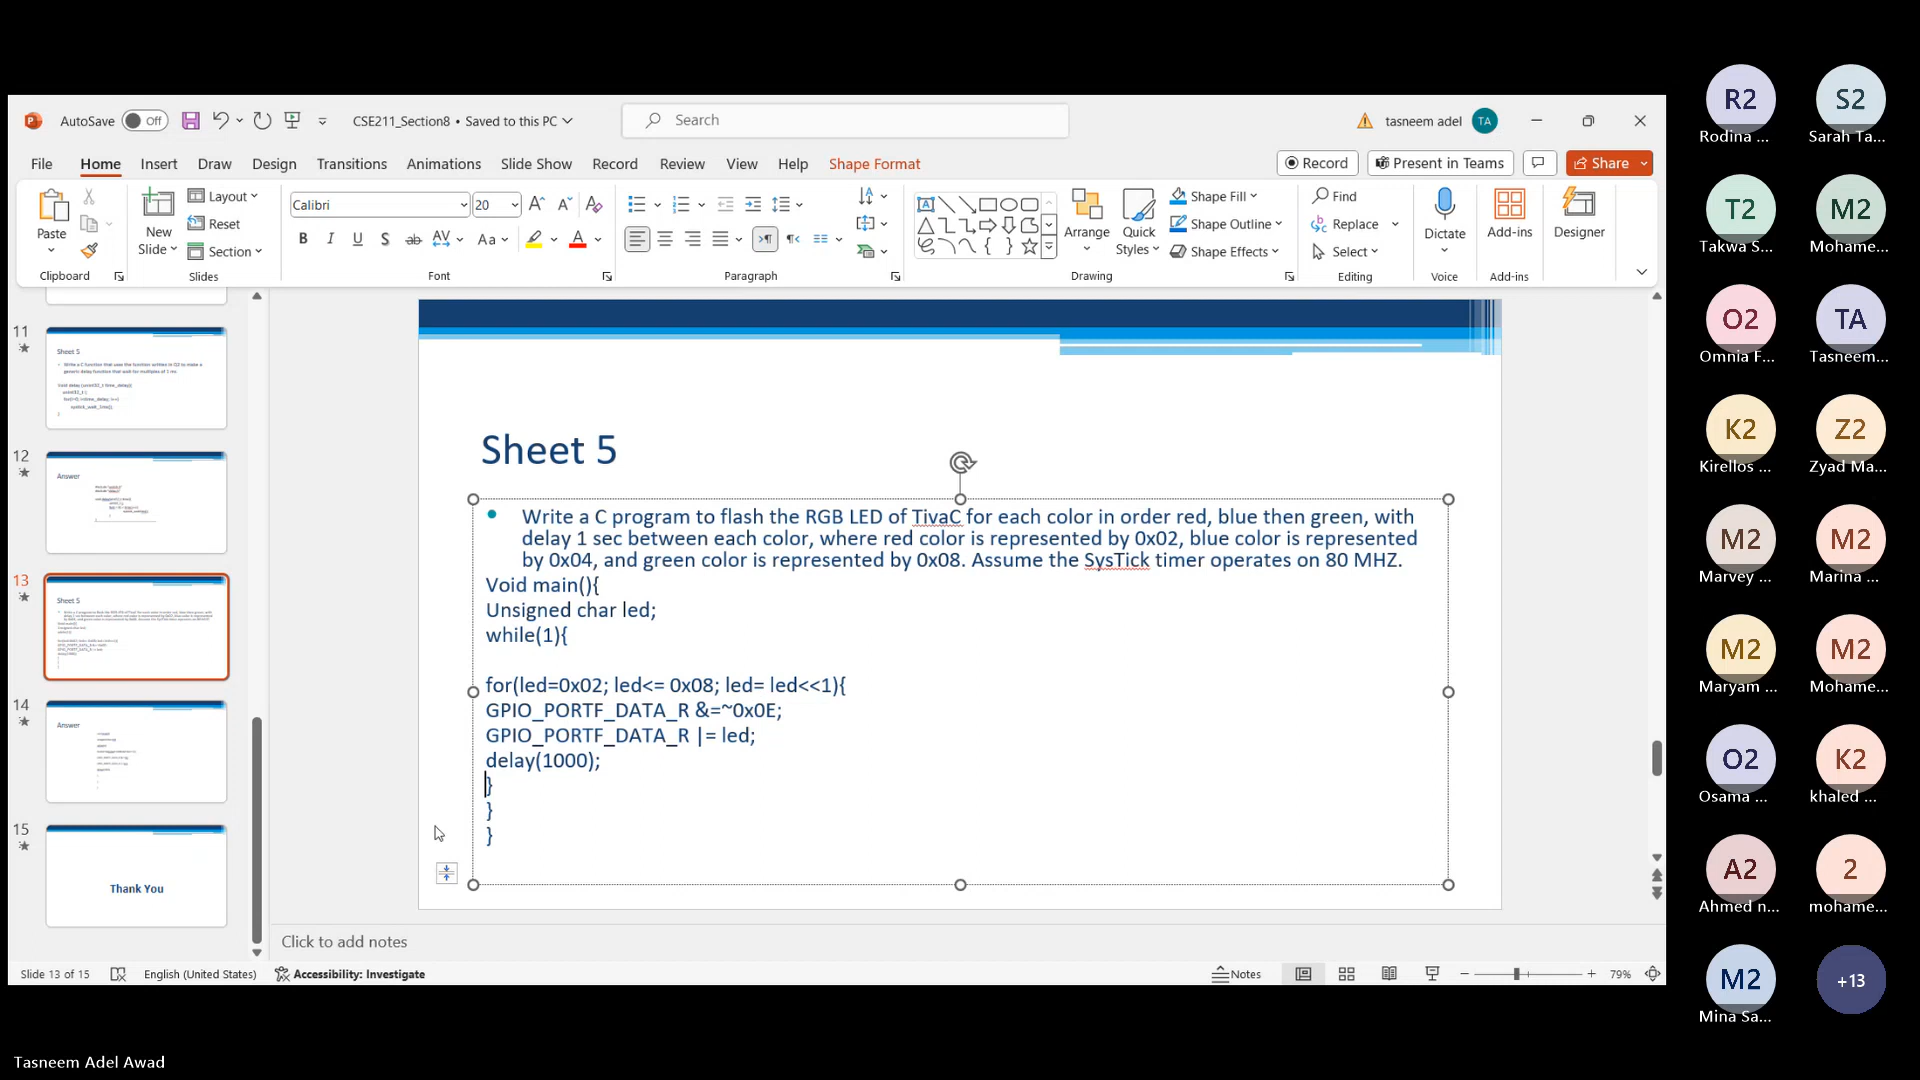 AutoSave
Off
CSE211_Section8 • Saved to this PC
Search
tasneem adel
TA
File
Home
Insert
Draw
Design
Transitions
Animations
Slide Show
Record
Review
View
Help
Shape Format
Record
Present in Teams
Share
Paste
Clipboard
New
Slide
Layout
Reset
Section
Slides
Calibri
20
Font
Paragraph
Arrange
Quick
Styles
Shape Fill
Shape Outline
Shape Effects
Drawing
Find
Replace
Select
Editing
Dictate
Voice
Add-ins
Add-ins
Designer
11
Sheet 5
12
Answer
13
Sheet 5
14
Answer
15
Thank You
Sheet 5
• Write a C program to flash the RGB LED of TivaC for each color in order red, blue then green, with
delay 1 sec between each color, where red color is represented by 0x02, blue color is represented
by 0x04, and green color is represented by 0x08. Assume the SysTick timer operates on 80 MHZ.
Void main(){
Unsigned char led;
while(1){
for(led=0x02; led<= 0x08; led= led<<1){
GPIO_PORTF_DATA_R &=~0x0E;
GPIO_PORTF_DATA_R |= led;
delay(1000);
}
}
}
Click to add notes
Slide 13 of 15
English (United States)
Accessibility: Investigate
Notes
79%
R2
Rodina ...
S2
Sarah Ta...
T2
Takwa S...
M2
Mohame...
O2
Omnia F...
TA
Tasneem...
K2
Kirellos ...
Z2
Zyad Ma...
M2
Marvey ...
M2
Marina ...
M2
Maryam ...
M2
Mohame...
O2
Osama ...
K2
khaled ...
A2
Ahmed n...
2
mohame...
M2
Mina Sa...
+13
Tasneem Adel Awad